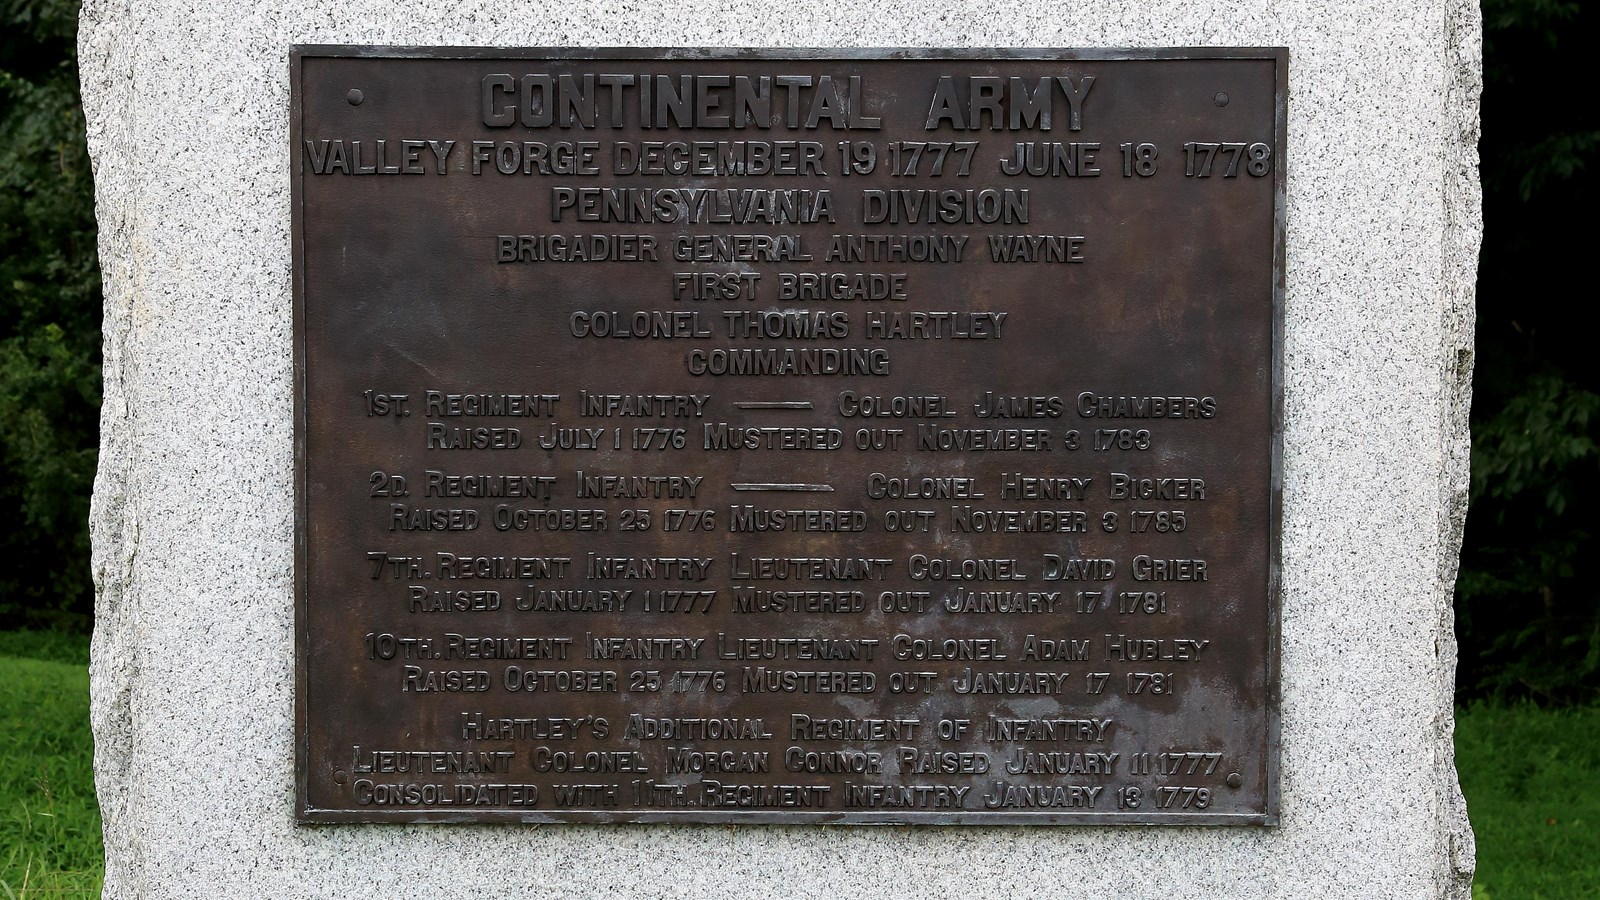 CONTINENTAL ARMY
VALLEY FORGE DECEMBER 19 1777 JUNE 18 1778
PENNSYLVANIA DIVISION
BRIGADIER GENERAL ANTHONY WAYNE
FIRST BRIGADE
COLONEL THOMAS HARTLEY
COMMANDING
1ST. REGIMENT INFANTRY — COLONEL JAMES CHAMBERS
RAISED JULY 1 1776 MUSTERED OUT NOVEMBER 3 1783
2D. REGIMENT INFANTRY — COLONEL HENRY BICKER
RAISED OCTOBER 25 1776 MUSTERED OUT NOVEMBER 3 1785
7TH. REGIMENT INFANTRY LIEUTENANT COLONEL DAVID GRIER
RAISED JANUARY 1 1777 MUSTERED OUT JANUARY 17 1781
10TH. REGIMENT INFANTRY LIEUTENANT COLONEL ADAM HUBLEY
RAISED OCTOBER 25 1776 MUSTERED OUT JANUARY 17 1781
HARTLEY'S ADDITIONAL REGIMENT OF INFANTRY
LIEUTENANT COLONEL MORGAN CONNOR RAISED JANUARY 11 1777
CONSOLIDATED WITH 11TH. REGIMENT INFANTRY JANUARY 13 1779